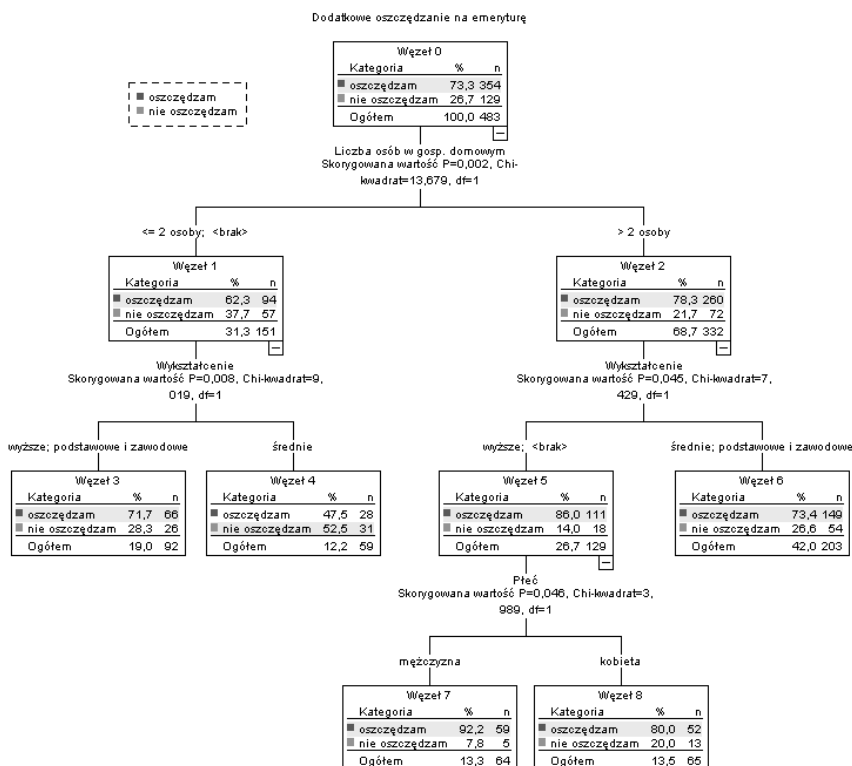 Dodatkowe oszczędzanie na emeryturę
oszczędzam
nie oszczędzam
Węzeł 0
Kategoria % n
oszczędzam 73,3 354
nie oszczędzam 26,7 129
Ogółem 100,0 483
Liczba osób w gosp. domowym
Skorygowana wartość P=0,002, Chi-
kwadrat=13,679, df=1
<= 2 osoby; <brak>
> 2 osoby
Węzeł 1
Kategoria % n
oszczędzam 62,3 94
nie oszczędzam 37,7 57
Ogółem 31,3 151
Węzeł 2
Kategoria % n
oszczędzam 78,3 260
nie oszczędzam 21,7 72
Ogółem 68,7 332
Wykształcenie
Skorygowana wartość P=0,008, Chi-kwadrat=9,
019, df=1
Wykształcenie
Skorygowana wartość P=0,045, Chi-kwadrat=7,
429, df=1
wyższe; podstawowe i zawodowe
średnie
wyższe; <brak>
średnie; podstawowe i zawodowe
Węzeł 3
Kategoria % n
oszczędzam 71,7 66
nie oszczędzam 28,3 26
Ogółem 19,0 92
Węzeł 4
Kategoria % n
oszczędzam 47,5 28
nie oszczędzam 52,5 31
Ogółem 12,2 59
Węzeł 5
Kategoria % n
oszczędzam 86,0 111
nie oszczędzam 14,0 18
Ogółem 26,7 129
Węzeł 6
Kategoria % n
oszczędzam 73,4 149
nie oszczędzam 26,6 54
Ogółem 42,0 203
Płeć
Skorygowana wartość P=0,046, Chi-kwadrat=3,
989, df=1
mężczyzna
kobieta
Węzeł 7
Kategoria % n
oszczędzam 92,2 59
nie oszczędzam 7,8 5
Ogółem 13,3 64
Węzeł 8
Kategoria % n
oszczędzam 80,0 52
nie oszczędzam 20,0 13
Ogółem 13,5 65